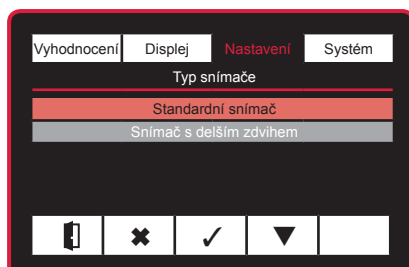 Vyhodnocení Displej Nastavení Systém
Typ snímače
Standardní snímač
Snímač s delším zdvihem